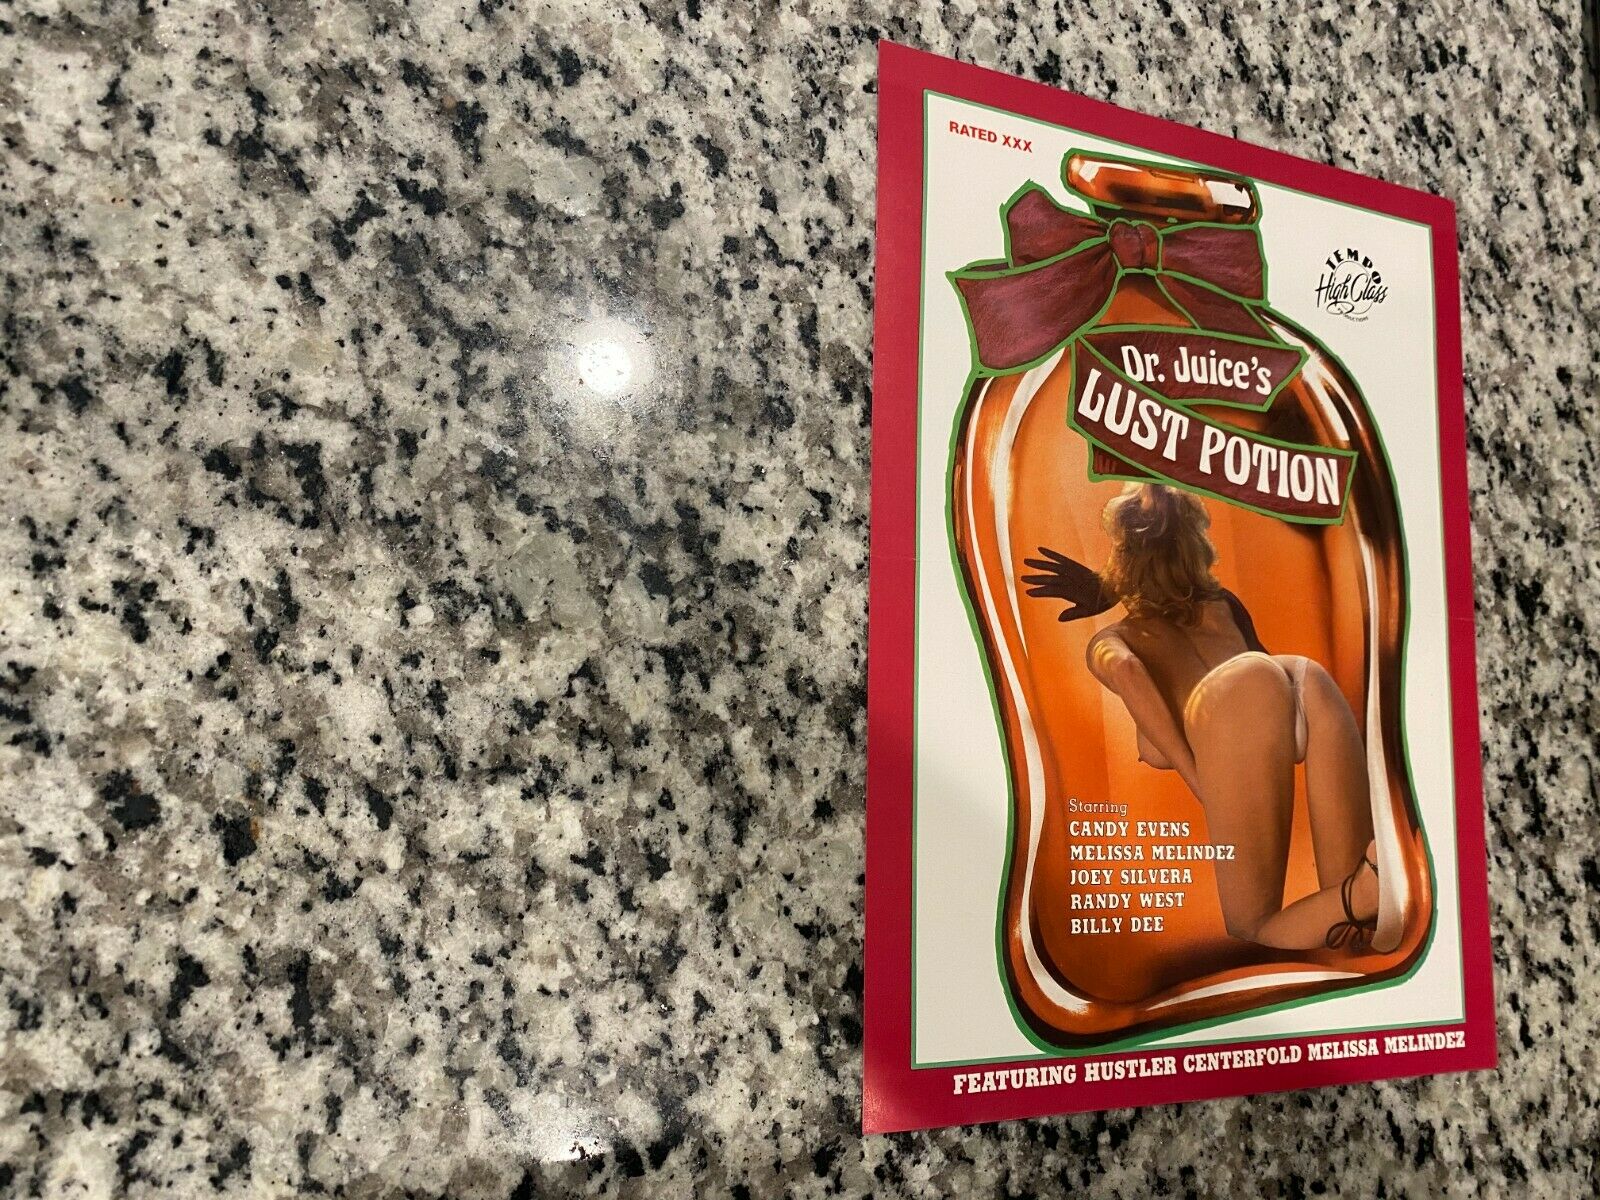 RATED XXX
TEMPO
High Class
Dr. Juice's
LUST POTION
Starring
CANDY EVENS
MELISSA MELINDEZ
JOEY SILVERA
RANDY WEST
BILLY DEE
FEATURING HUSTLER CENTERFOLD MELISSA MELINDEZ